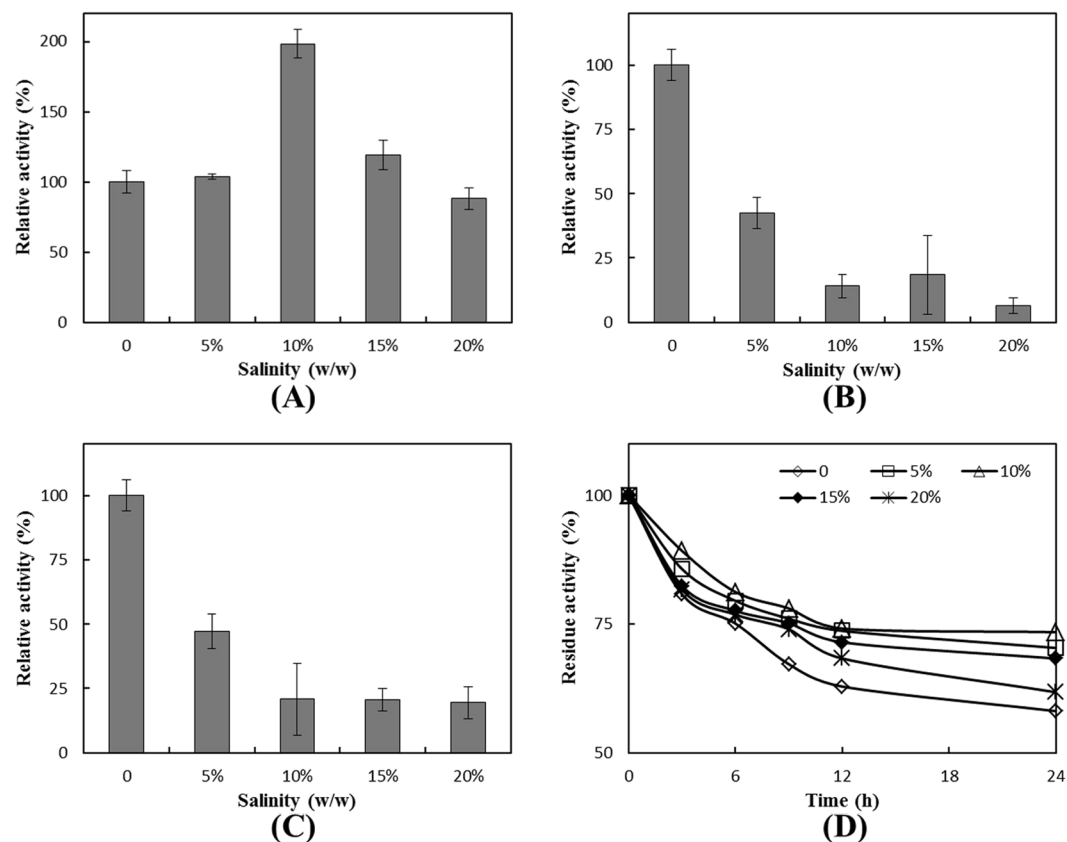 Relative activity (%)
200
150
100
50
0
0 5% 10% 15% 20%
Salinity (w/w)
(A)
Relative activity (%)
100
75
50
25
0
0 5% 10% 15% 20%
Salinity (w/w)
(B)
Relative activity (%)
100
75
50
25
0
0 5% 10% 15% 20%
Salinity (w/w)
(C)
Residue activity (%)
0 5% 10%
15% 20%
100
75
50
0 6 12 18 24
Time (h)
(D)